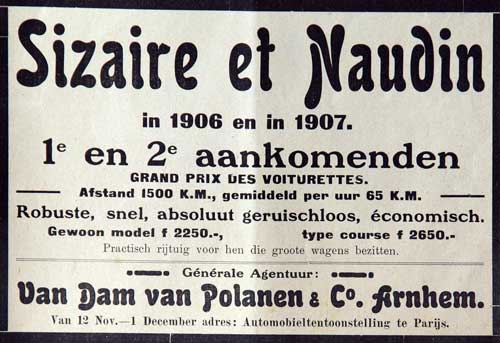 Sizaire et Naudin
in 1906 en in 1907.
1e en 2e aankomenden
GRAND PRIX DES VOITURETTES.
Afstand 1500 K.M., gemiddeld per uur 65 K.M.
Robuste, snel, absoluut geruischloos, économisch.
Gewoon model f 2250.-, type course f 2650.-
Practisch rijtuig voor hen die groote wagens bezitten.
Générale Agentuur:
Van Dam van Polanen & Co. Arnhem.
Van 12 Nov.—1 December adres: Automobieltentoonstelling te Parijs.